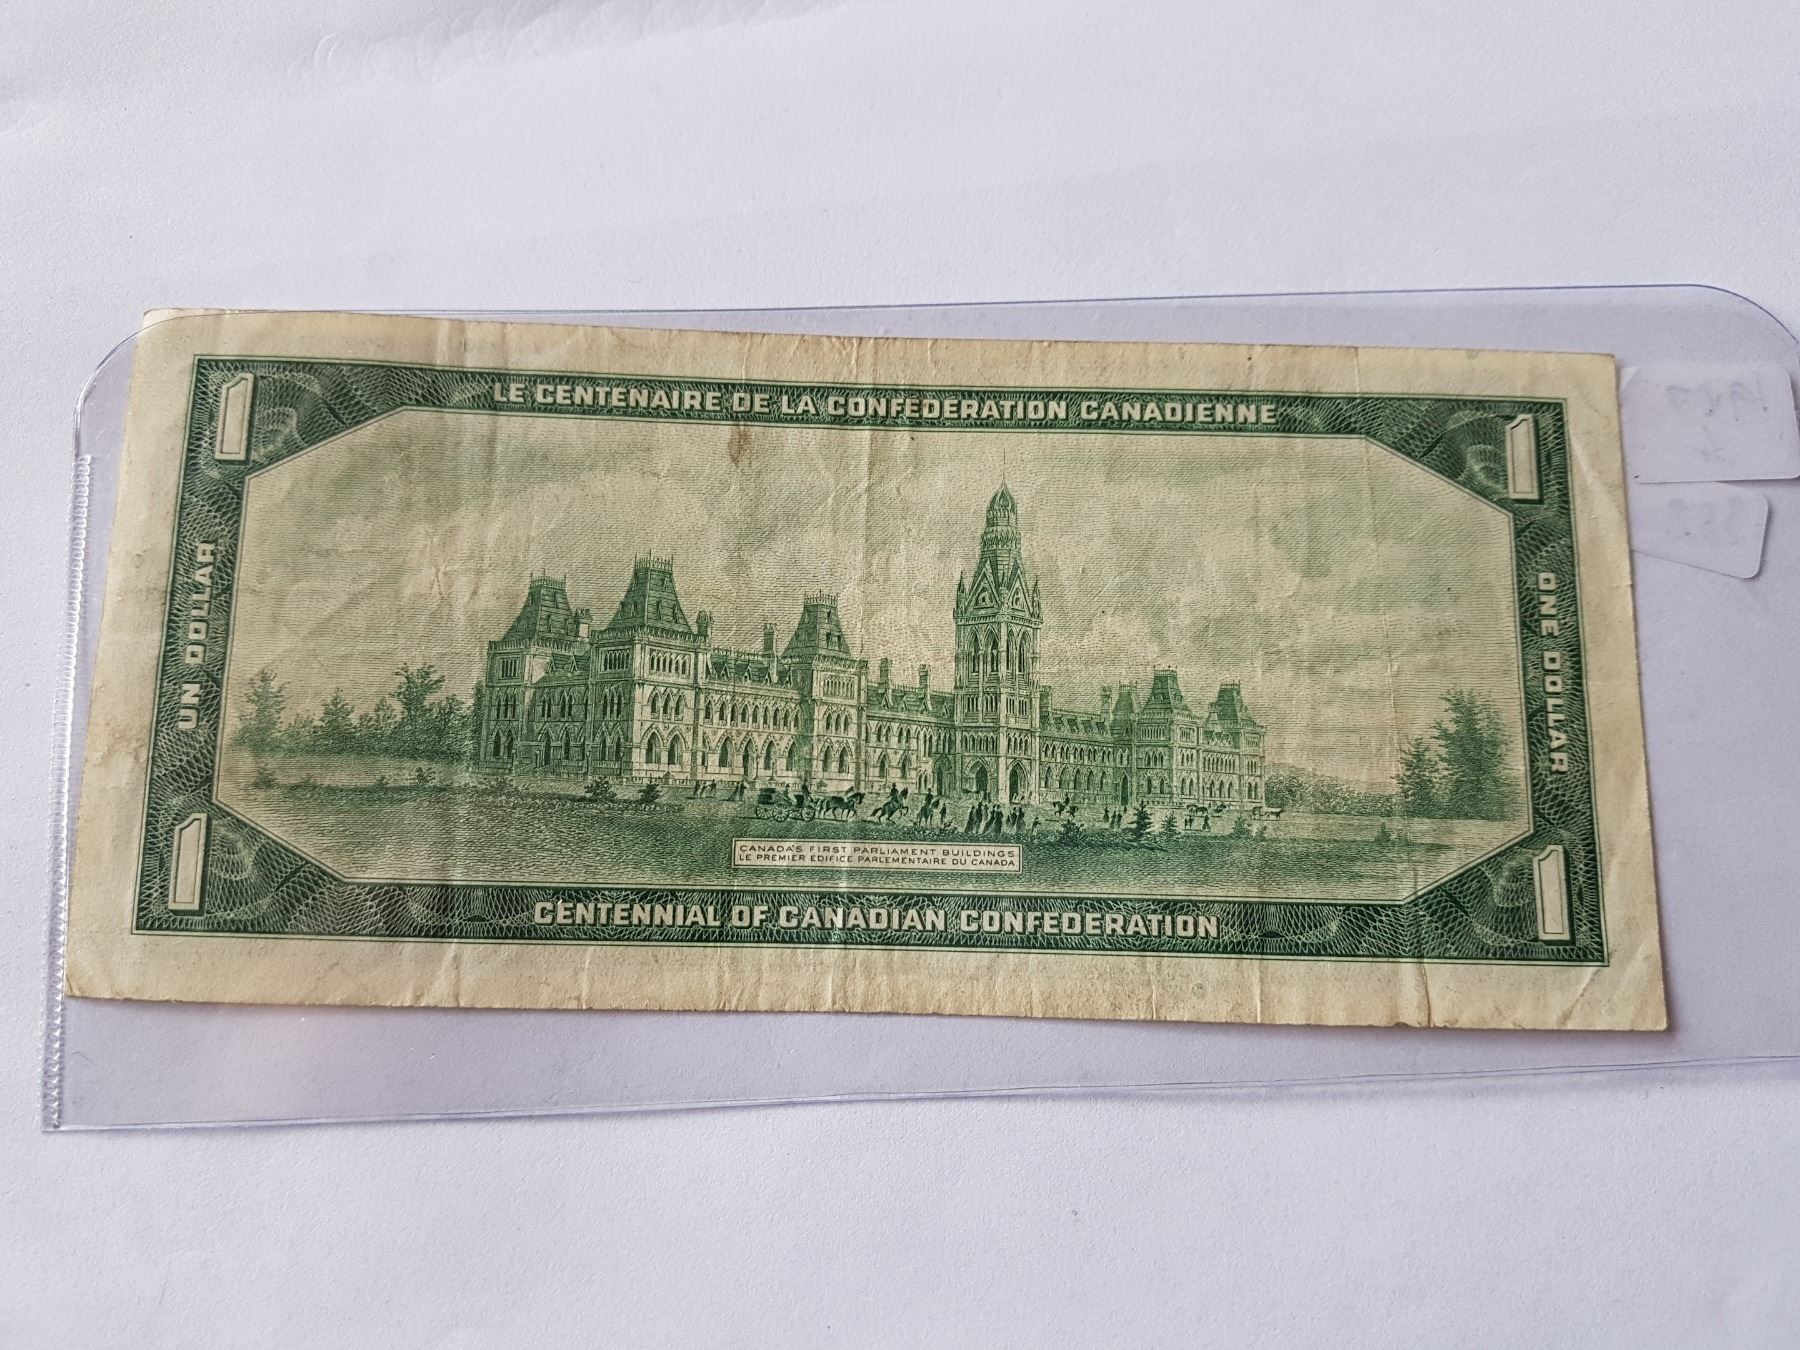 1
LE CENTENAIRE DE LA CONFEDERATION CANADIENNE
1
UN DOLLAR
ONE DOLLAR
CANADA'S FIRST PARLIAMENT BUILDINGS
LE PREMIER EDIFICE PARLEMENTAIRE DU CANADA
1
CENTENNIAL OF CANADIAN CONFEDERATION
1